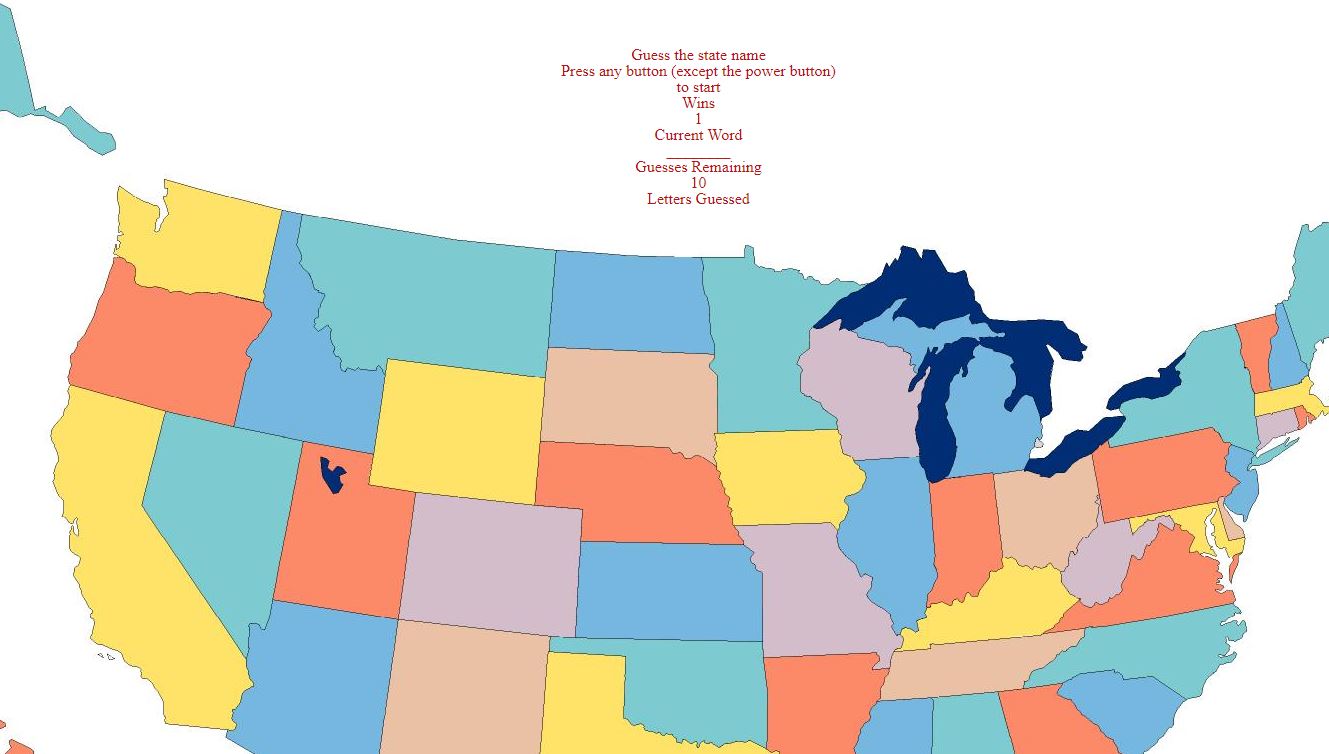 Guess the state name
Press any button (except the power button)
to start
Wins
1
Current Word
________
Guesses Remaining
10
Letters Guessed